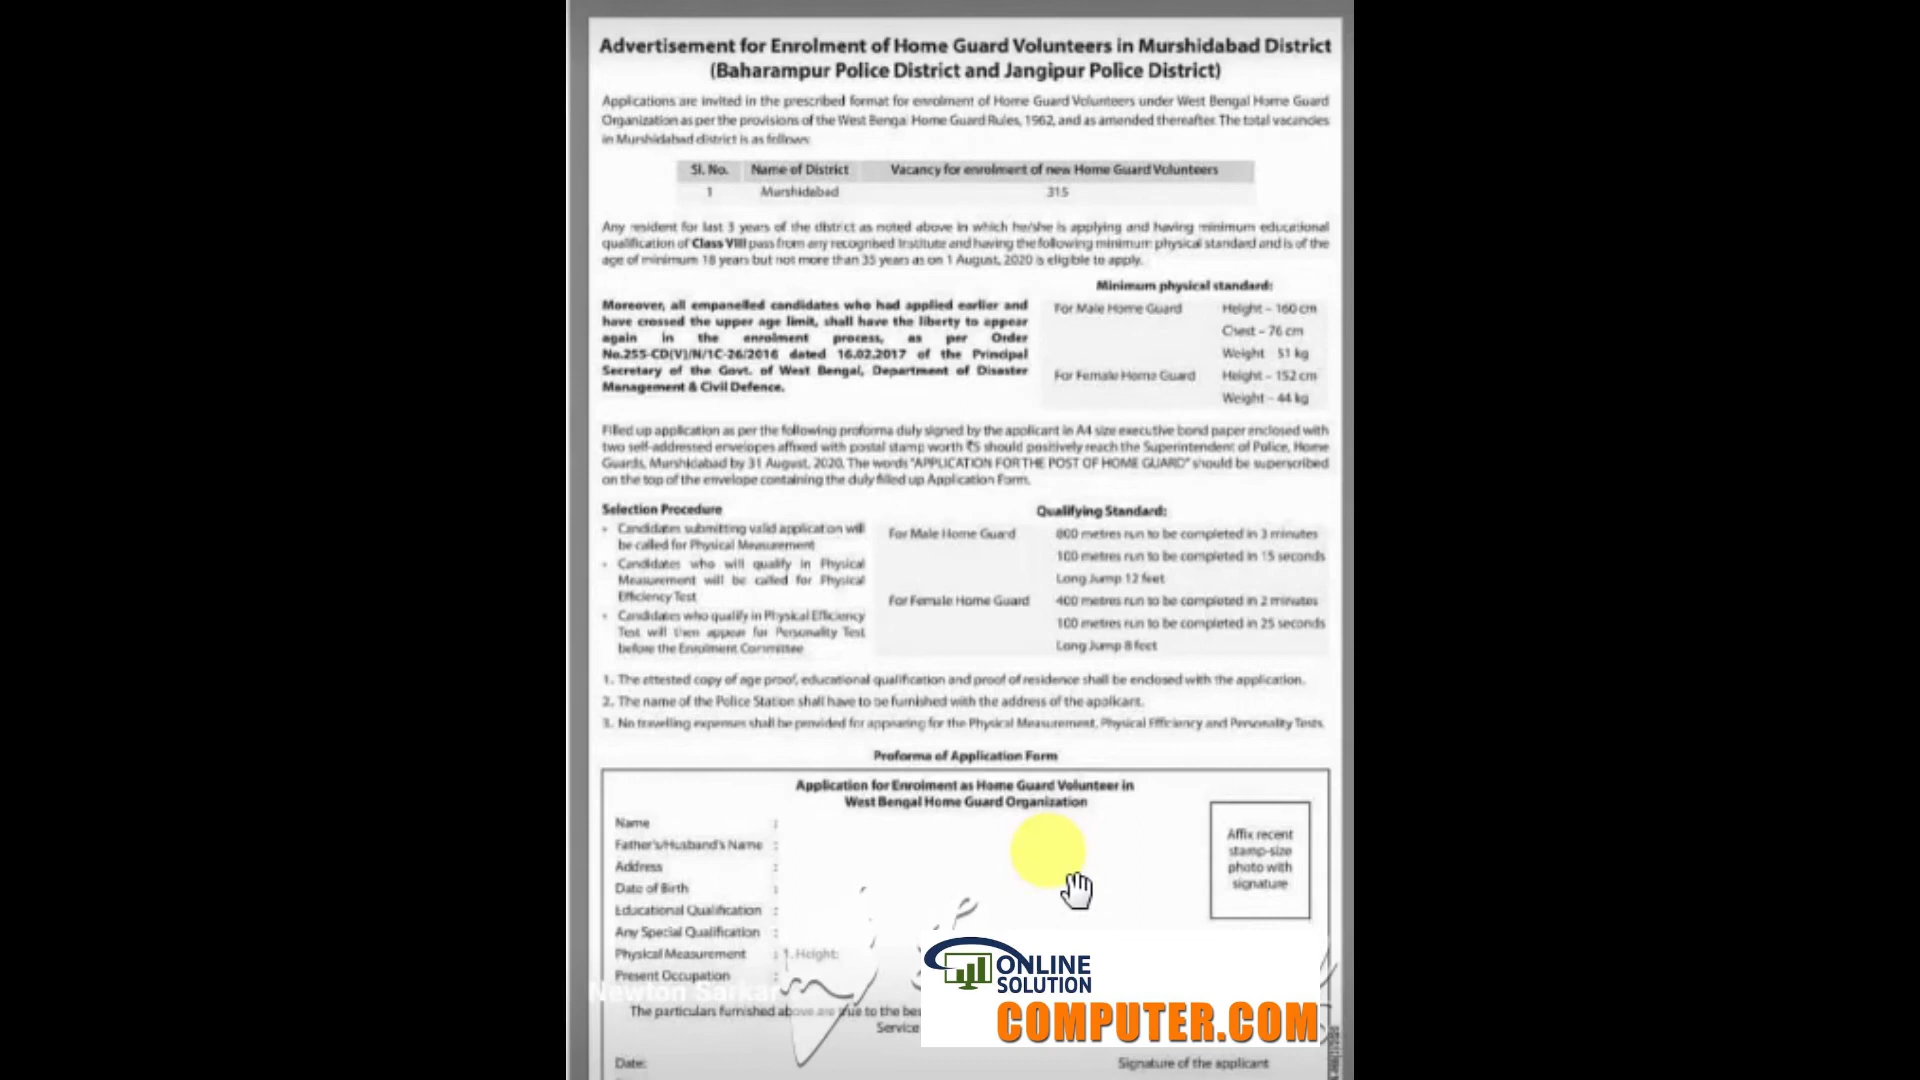 Advertisement for Enrolment of Home Guard Volunteers in Murshidabad District
(Baharampur Police District and Jangipur Police District)
Applications are invited in the prescribed format for enrolment of Home Guard Volunteers under West Bengal Home Guard
Organization as per the provisions of the West Bengal Home Guard Rules, 1962, and as amended thereafter. The total vacancies
in Murshidabad district is as follows:
Sl. No. Name of District Vacancy for enrolment of new Home Guard Volunteers
1 Murshidabad 315
Any resident for last 3 years of the district as noted above in which he/she is applying and having minimum educational
qualification of Class VIII pass from any recognised Institute and having the following minimum physical standard and is of the
age of minimum 18 years but not more than 35 years as on 1 August, 2020 is eligible to apply.
Moreover, all empanelled candidates who had applied earlier and
have crossed the upper age limit, shall have the liberty to appear
again in the enrolment process, as per Order
No.255-CD(V)/N/1C-26/2016 dated 16.02.2017 of the Principal
Secretary of the Govt. of West Bengal, Department of Disaster
Management & Civil Defence.
Minimum physical standard:
For Male Home Guard Height – 160 cm
Chest – 76 cm
Weight 51 kg
For Female Home Guard Height – 152 cm
Weight – 44 kg
Filled up application as per the following proforma duly signed by the applicant in A4 size executive bond paper enclosed with
two self-addressed envelopes affixed with postal stamp worth ₹5 should positively reach the Superintendent of Police, Home
Guards, Murshidabad by 31 August, 2020. The words "APPLICATION FOR THE POST OF HOME GUARD" should be superscribed
on the top of the envelope containing the duly filled up Application Form.
Selection Procedure
• Candidates submitting valid application will
be called for Physical Measurement
• Candidates who will qualify in Physical
Measurement will be called for Physical
Efficiency Test
• Candidates who qualify in Physical Efficiency
Test will then appear for Personality Test
before the Enrolment Committee
Qualifying Standard:
For Male Home Guard 800 metres run to be completed in 3 minutes
100 metres run to be completed in 15 seconds
Long Jump 12 feet
For Female Home Guard 400 metres run to be completed in 2 minutes
100 metres run to be completed in 25 seconds
Long Jump 8 feet
1. The attested copy of age proof, educational qualification and proof of residence shall be enclosed with the application.
2. The name of the Police Station shall have to be furnished with the address of the applicant.
3. No travelling expenses shall be provided for appearing for the Physical Measurement, Physical Efficiency and Personality Tests.
Proforma of Application Form
Application for Enrolment as Home Guard Volunteer in
West Bengal Home Guard Organization
Name :
Father's/Husband's Name :
Address :
Date of Birth :
Educational Qualification :
Any Special Qualification :
Physical Measurement : 1. Height:
Present Occupation :
Affix recent
stamp-size
photo with
signature
Newton Sarkar
The particulars furnished above are true to the bes
Service
Date:
Signature of the applicant
ONLINE
SOLUTION
COMPUTER.COM